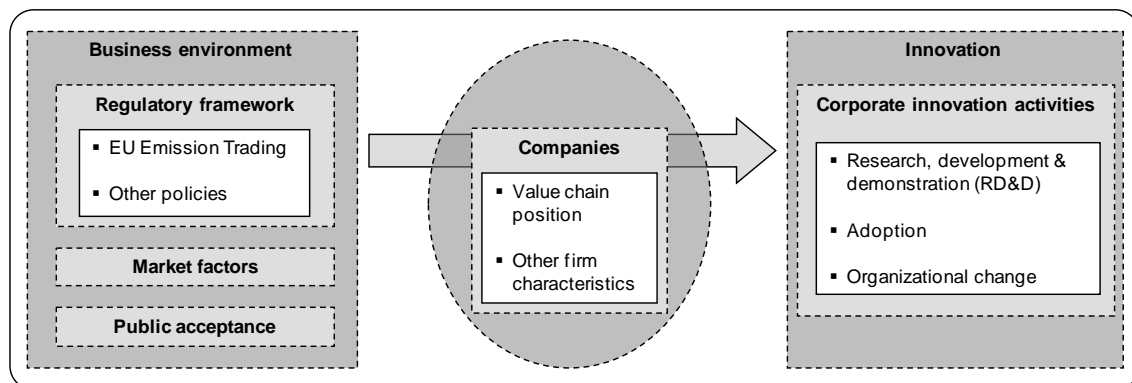 Business environment
Regulatory framework
▪ EU Emission Trading
▪ Other policies
Market factors
Public acceptance
Companies
▪ Value chain
position
▪ Other firm
characteristics
Innovation
Corporate innovation activities
▪ Research, development &
demonstration (RD&D)
▪ Adoption
▪ Organizational change